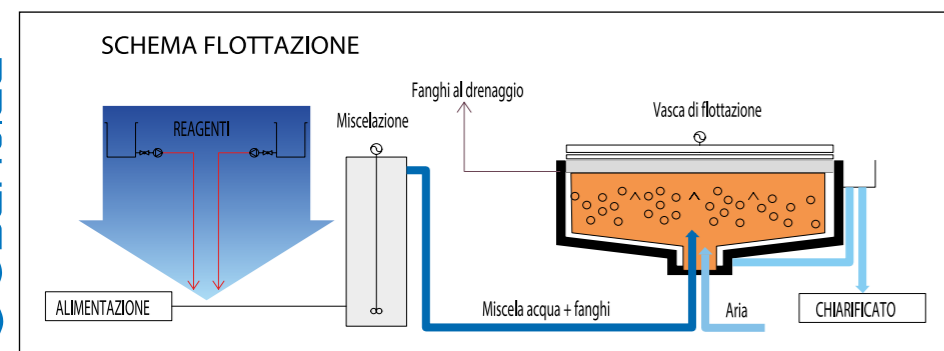 SCHEMA FLOTTAZIONE
Fanghi al drenaggio
Vasca di flottazione
REAGENTI
Miscelazione
ALIMENTAZIONE
Miscela acqua + fanghi
Aria
CHIARIFICATO